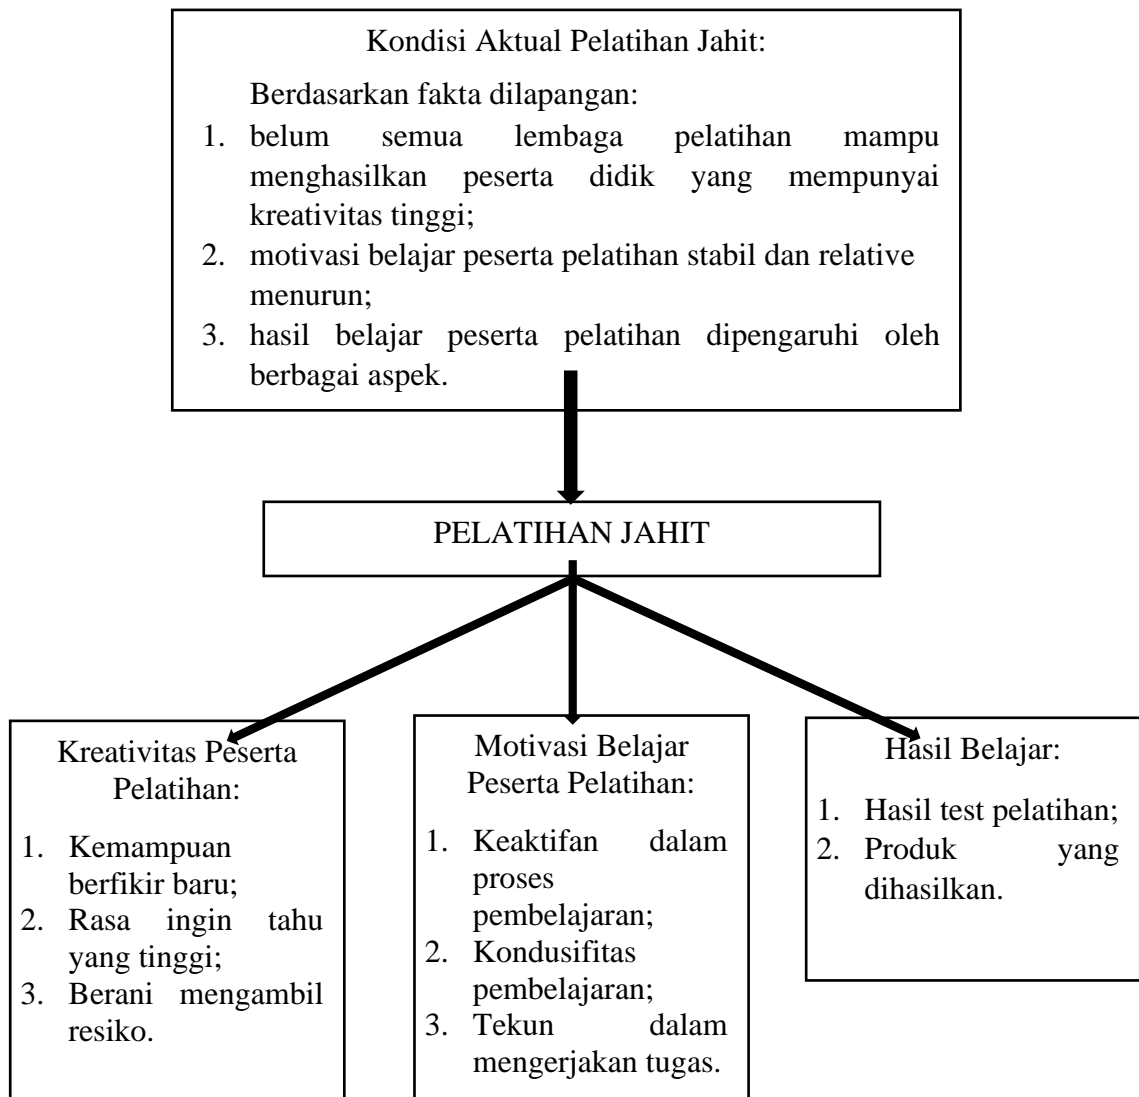 Kondisi Aktual Pelatihan Jahit:
Berdasarkan fakta dilapangan:
1. belum semua lembaga pelatihan mampu
menghasilkan peserta didik yang mempunyai
kreativitas tinggi;
2. motivasi belajar peserta pelatihan stabil dan relative
menurun;
3. hasil belajar peserta pelatihan dipengaruhi oleh
berbagai aspek.
PELATIHAN JAHIT
Kreativitas Peserta
Pelatihan:
1. Kemampuan
berfikir baru;
2. Rasa ingin tahu
yang tinggi;
3. Berani mengambil
resiko.
Motivasi Belajar
Peserta Pelatihan:
1. Keaktifan dalam
proses
pembelajaran;
2. Kondusifitas
pembelajaran;
3. Tekun dalam
mengerjakan tugas.
Hasil Belajar:
1. Hasil test pelatihan;
2. Produk yang
dihasilkan.